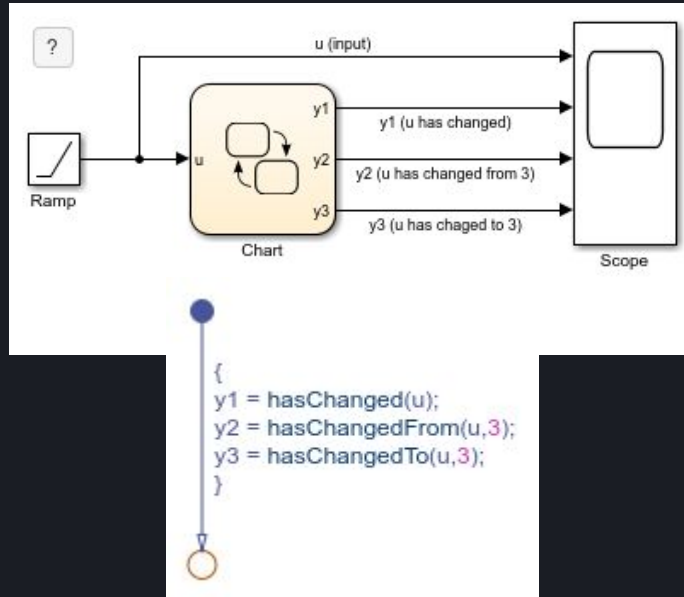 ?
u (input)
y1
y1 (u has changed)
u
y2
y2 (u has changed from 3)
y3
y3 (u has chaged to 3)
Ramp
Chart
Scope
{
y1 = hasChanged(u);
y2 = hasChangedFrom(u,3);
y3 = hasChangedTo(u,3);
}